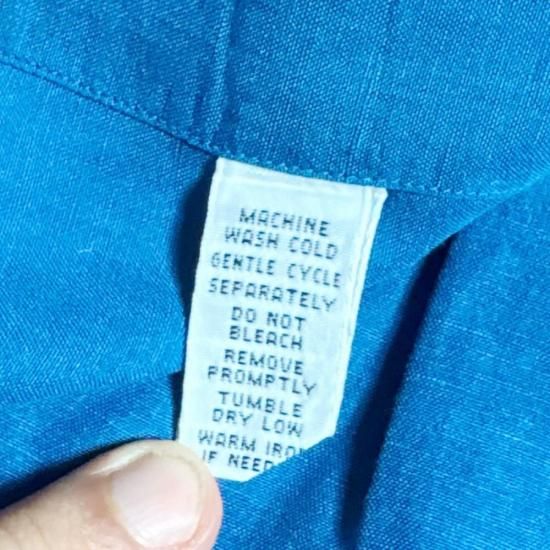 MACHINE
WASH COLD
GENTLE CYCLE
SEPARATELY
DO NOT
BLEACH
REMOVE
PROMPTLY
TUMBLE
DRY LOW
WARM
IF